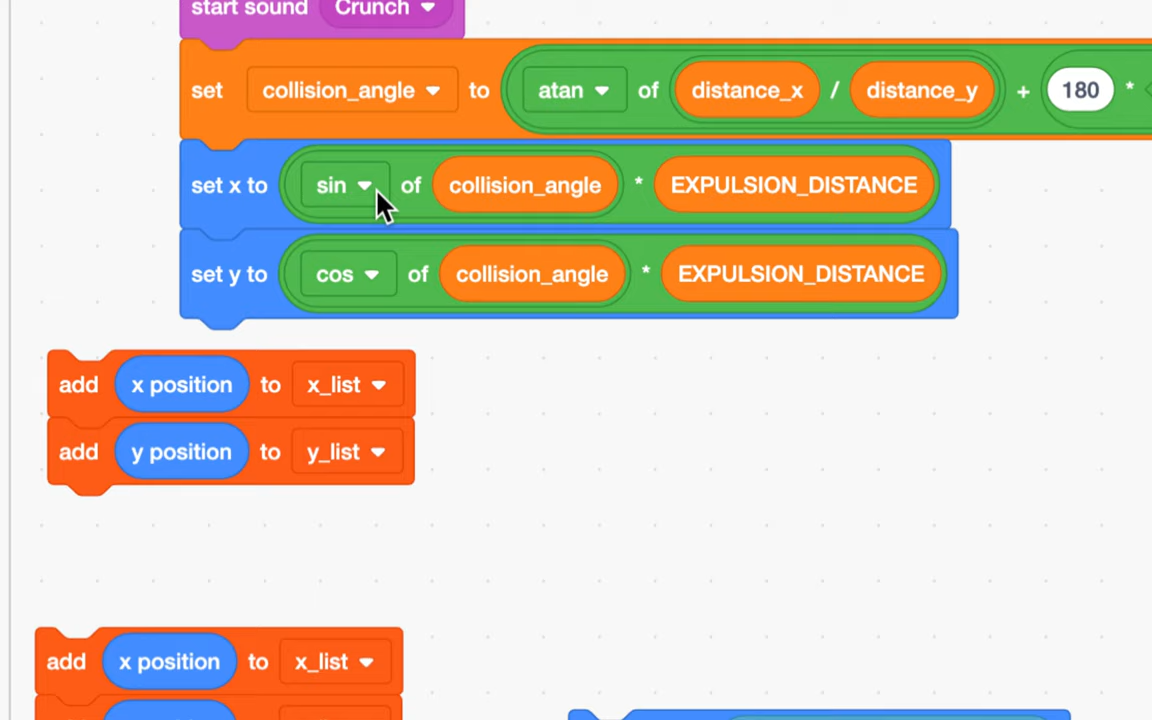 start sound Crunch
set collision_angle to atan of distance_x / distance_y + 180 *
set x to sin of collision_angle * EXPULSION_DISTANCE
set y to cos of collision_angle * EXPULSION_DISTANCE
add x position to x_list
add y position to y_list
add x position to x_list